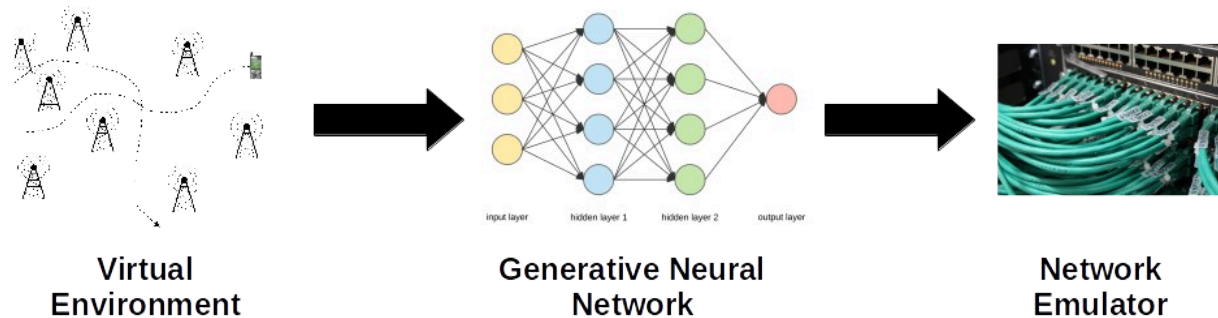 input layer
hidden layer 1
hidden layer 2
output layer
Virtual
Environment
Generative Neural
Network
Network
Emulator